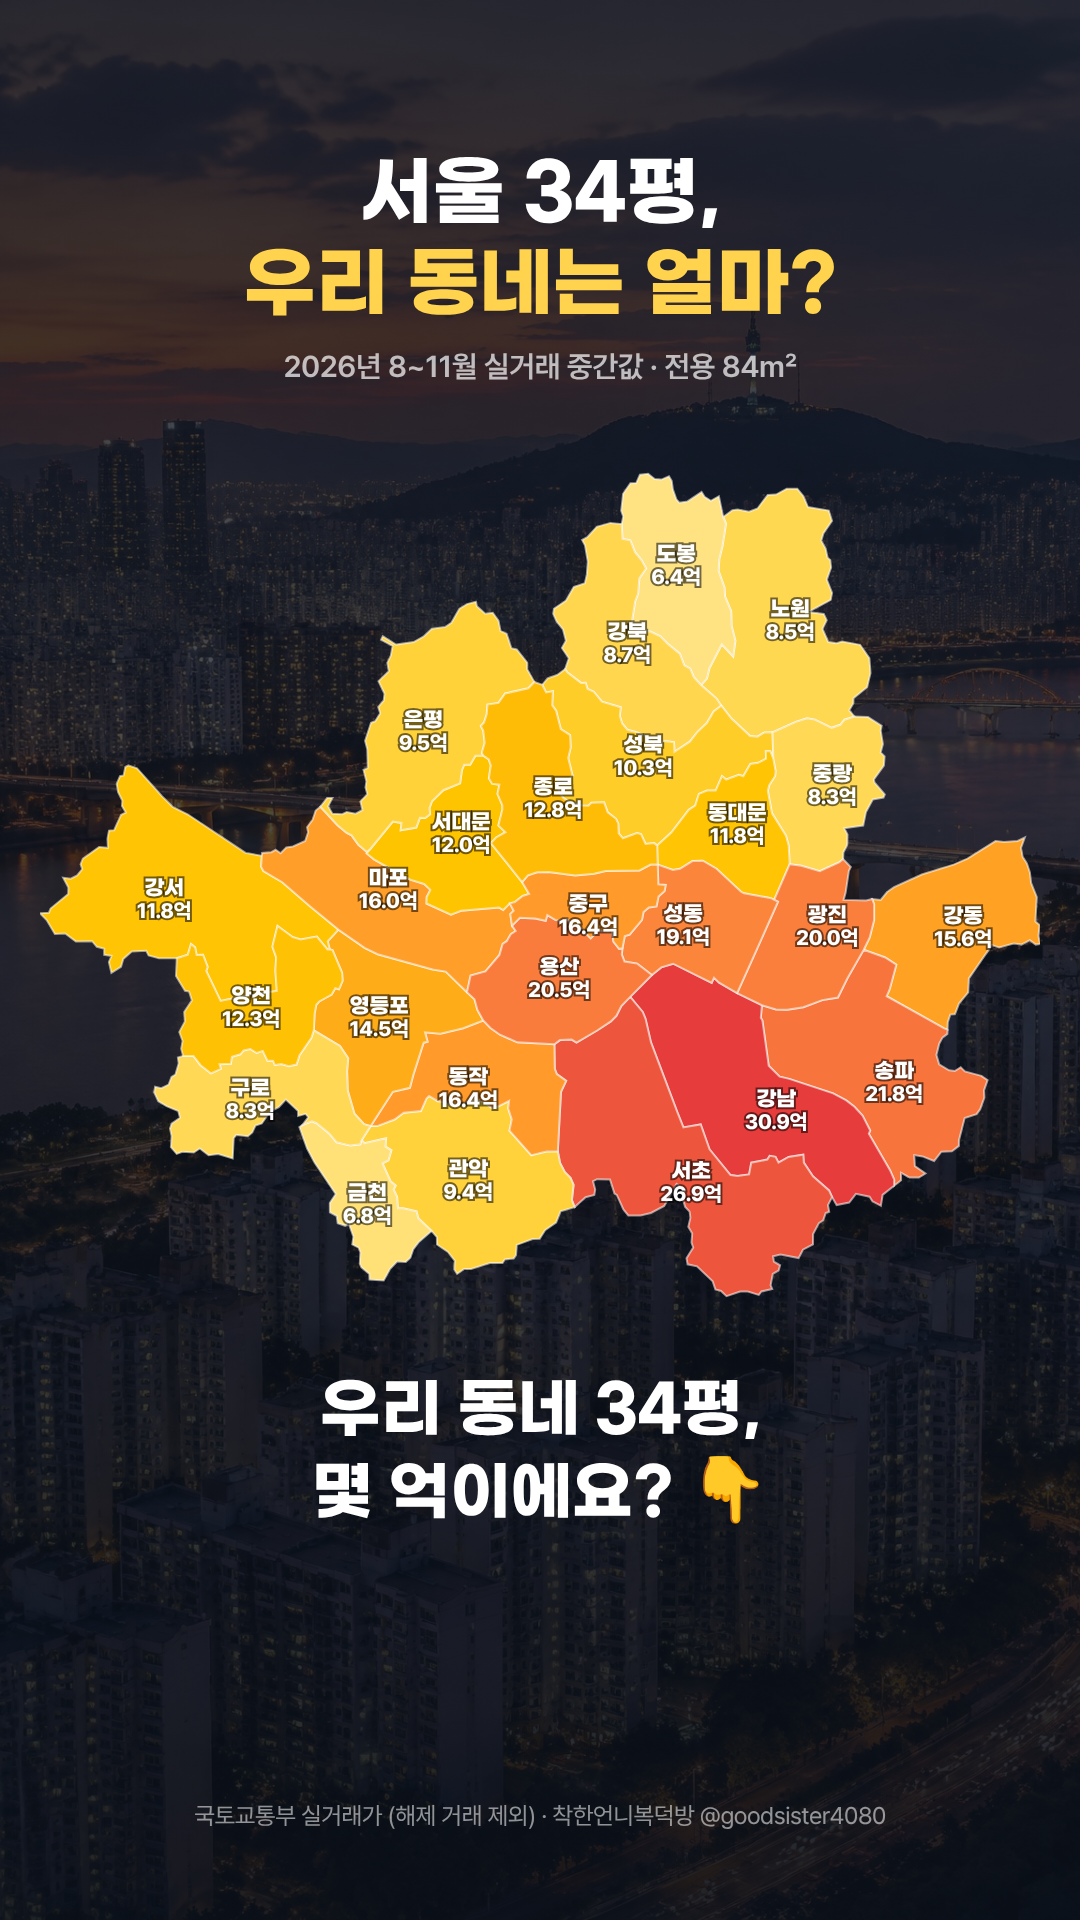 서울 34평,
우리 동네는 얼마?
2026년 8~11월 실거래 중간값 · 전용 84m²
도봉
6.4억
노원
8.5억
강북
8.7억
은평
9.5억
성북
10.3억
중랑
8.3억
종로
12.8억
동대문
11.8억
서대문
12.0억
마포
16.0억
강서
11.8억
중구
16.4억
성동
19.1억
광진
20.0억
강동
15.6억
용산
20.5억
양천
12.3억
영등포
14.5억
동작
16.4억
송파
21.8억
구로
8.3억
강남
30.9억
관악
9.4억
서초
26.9억
금천
6.8억
우리 동네 34평,
몇 억이에요? 👇
국토교통부 실거래가 (해제 거래 제외) · 착한언니복덕방 @goodsister4080